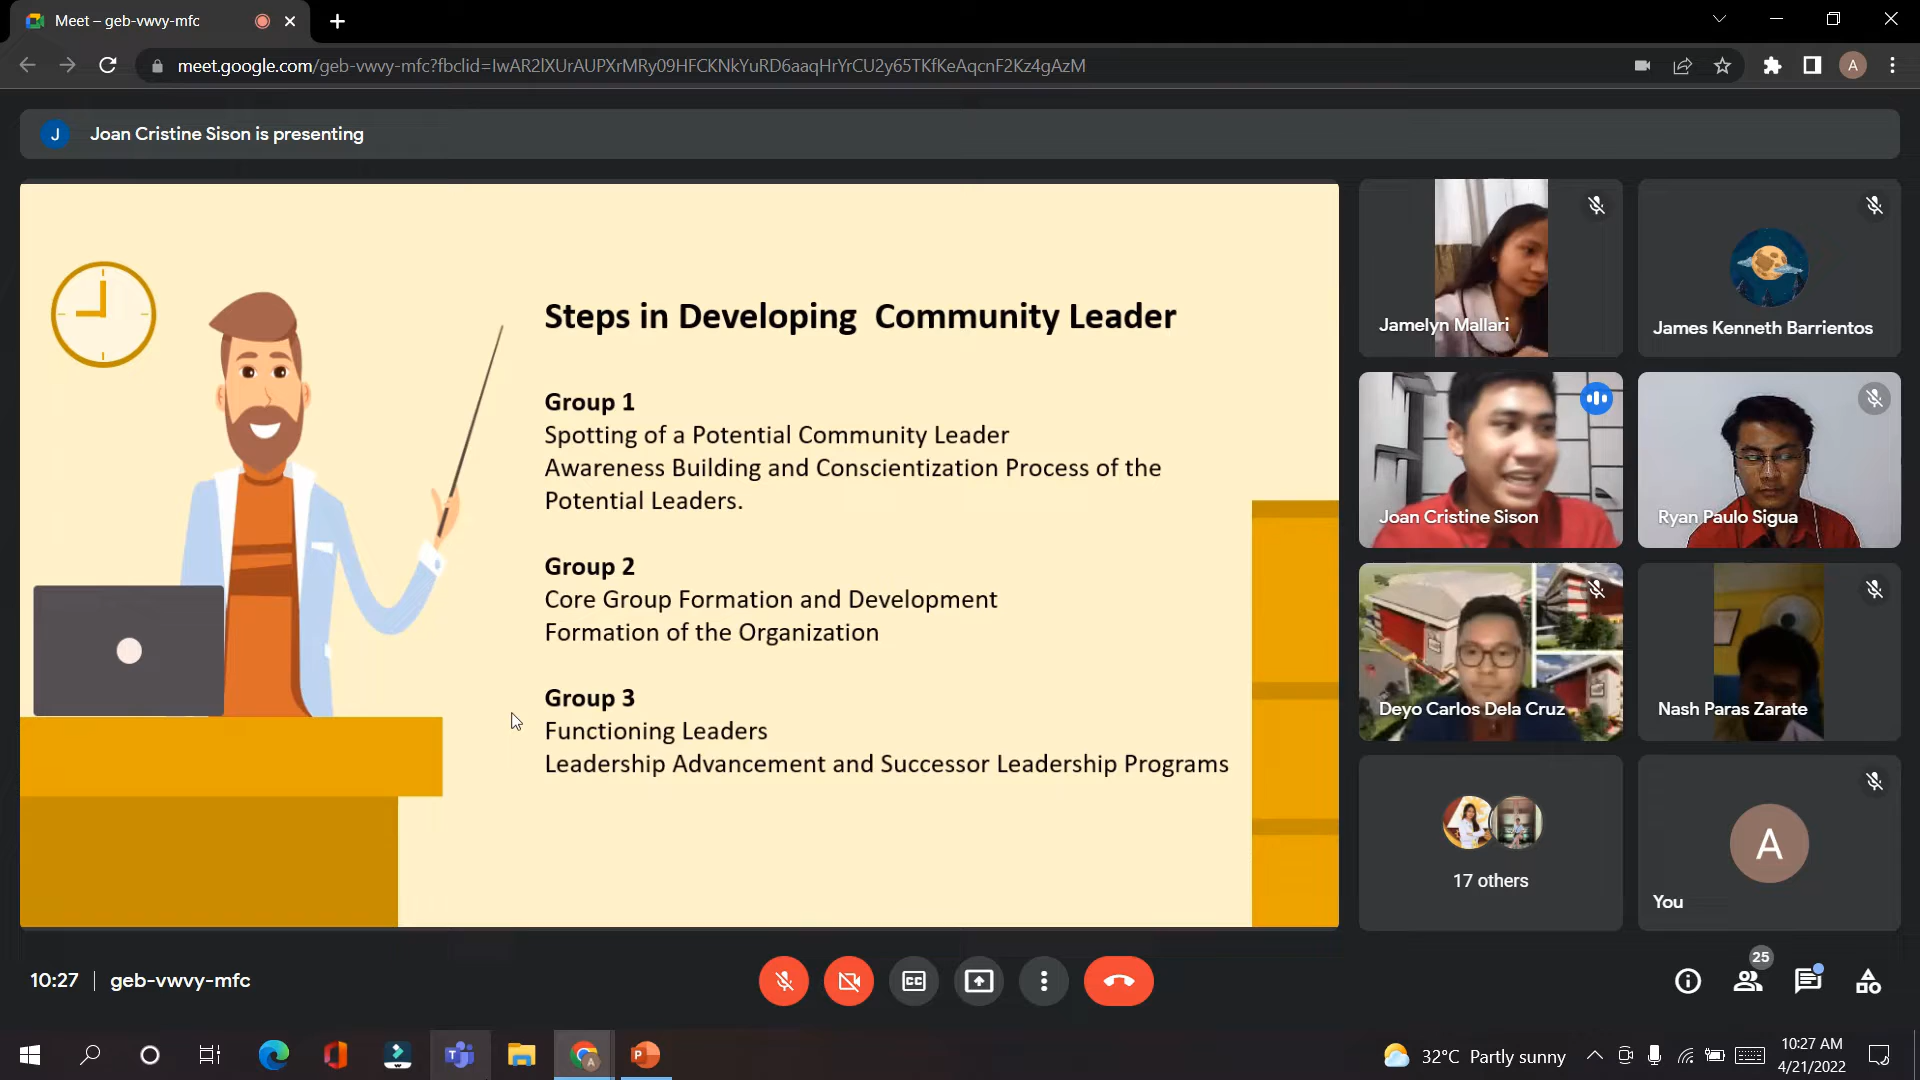 Meet – geb-vwvy-mfc
meet.google.com/geb-vwvy-mfc?fbclid=IwAR2lXUrAUPXrMRy09HFCKNkYuRD6aaqHrYrCU2y65TKfKeAqcnF2Kz4gAzM
A
J
Joan Cristine Sison is presenting
Steps in Developing  Community Leader
Group 1
Spotting of a Potential Community Leader
Awareness Building and Conscientization Process of the
Potential Leaders.
Group 2
Core Group Formation and Development
Formation of the Organization
Group 3
Functioning Leaders
Leadership Advancement and Successor Leadership Programs
Jamelyn Mallari
James Kenneth Barrientos
Joan Cristine Sison
Ryan Paulo Sigua
Deyo Carlos Dela Cruz
Nash Paras Zarate
17 others
A
You
10:27 | geb-vwvy-mfc
CC
25
32°C Partly sunny
10:27 AM
4/21/2022